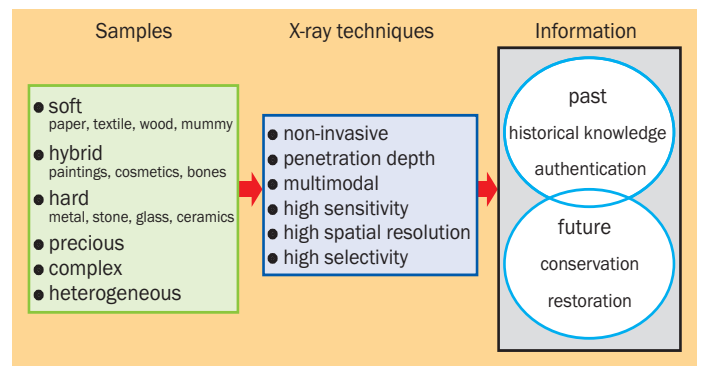 Samples
● soft
paper, textile, wood, mummy
● hybrid
paintings, cosmetics, bones
● hard
metal, stone, glass, ceramics
● precious
● complex
● heterogeneous
X-ray techniques
● non-invasive
● penetration depth
● multimodal
● high sensitivity
● high spatial resolution
● high selectivity
Information
past
historical knowledge
authentication
future
conservation
restoration